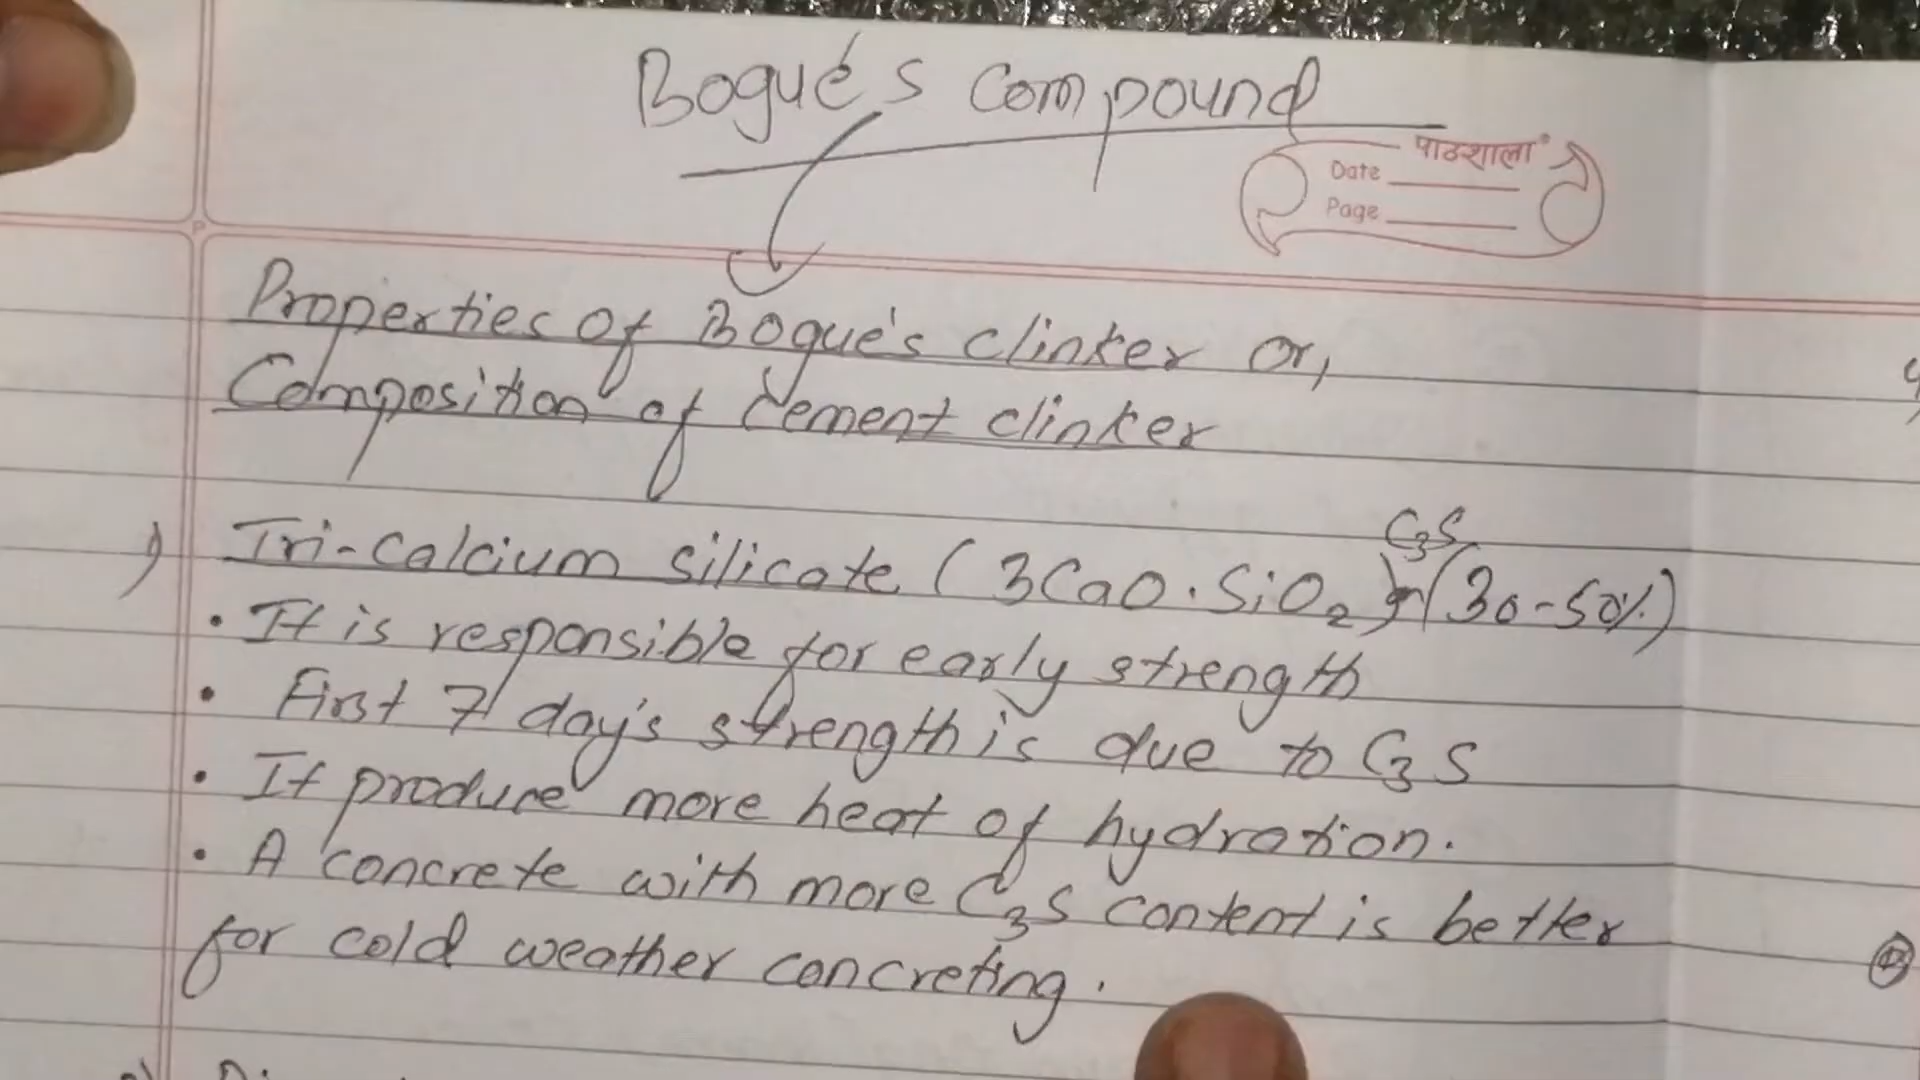 Bogue's compound
पाठशाला
Date
Page
Properties of Bogue's clinker or,
Composition of cement clinker
C3S
1) Tri-calcium silicate (3CaO.SiO2) (30-50%)
• It is responsible for early strength
• First 7 day's strength is due to C3S
• It produce more heat of hydration.
• A concrete with more C3S content is better
for cold weather concreting.